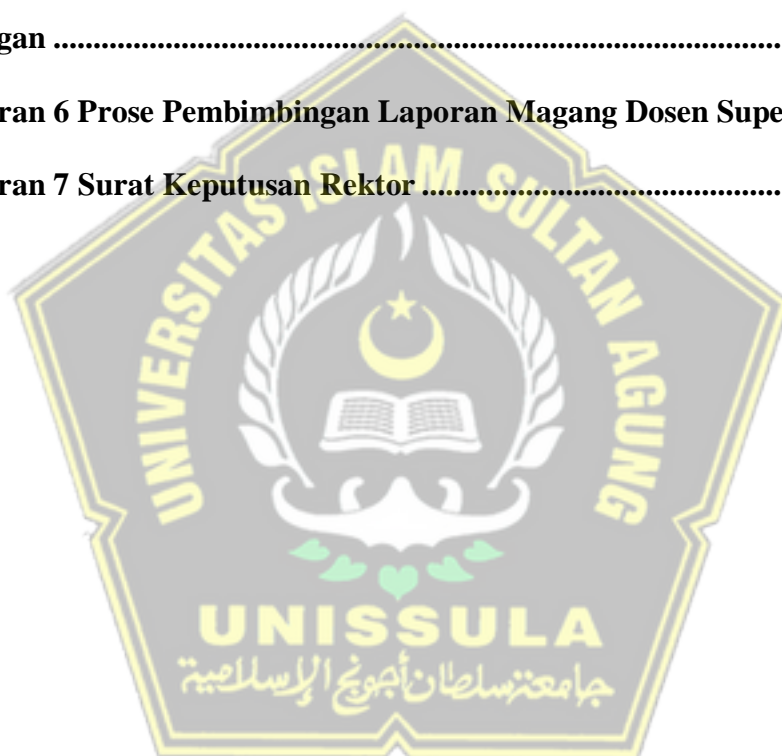 gan ........................................................................................
ran 6 Prose Pembimbingan Laporan Magang Dosen Supe
ran 7 Surat Keputusan Rektor ..............................................
UNIVERSITAS ISLAM SULTAN AGUNG
UNISSULA
جامعة سلطان أجونج الإسلامية